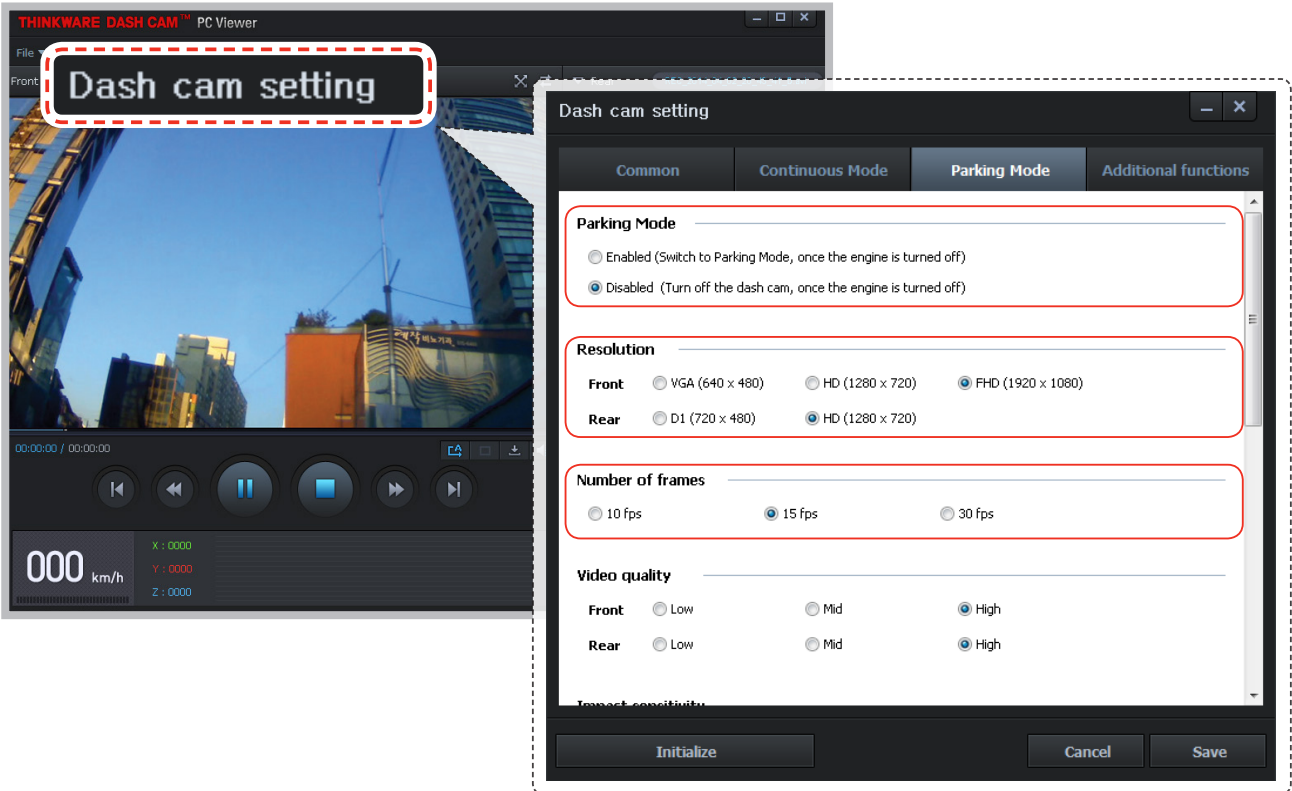 THINKWARE DASH CAM™ PC Viewer
File
Dash cam setting
Front
00:00:00 / 00:00:00
000 km/h
X : 0000
Y : 0000
Z : 0000
Dash cam setting
Common Continuous Mode Parking Mode Additional functions
Parking Mode
Enabled (Switch to Parking Mode, once the engine is turned off)
Disabled (Turn off the dash cam, once the engine is turned off)
Resolution
Front VGA (640 x 480) HD (1280 x 720) FHD (1920 x 1080)
Rear D1 (720 x 480) HD (1280 x 720)
Number of frames
10 fps 15 fps 30 fps
Video quality
Front Low Mid High
Rear Low Mid High
Impact sensitivity
Initialize Cancel Save